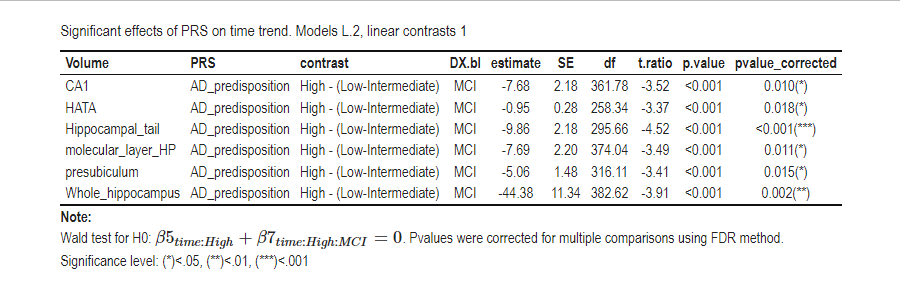 Significant effects of PRS on time trend. Models L.2, linear contrasts 1
Volume PRS contrast DX.bl estimate SE df t.ratio p.value pvalue_corrected
CA1 AD_predisposition High - (Low-Intermediate) MCI -7.68 2.18 361.78 -3.52 <0.001 0.010(*)
HATA AD_predisposition High - (Low-Intermediate) MCI -0.95 0.28 258.34 -3.37 <0.001 0.018(*)
Hippocampal_tail AD_predisposition High - (Low-Intermediate) MCI -9.86 2.18 295.66 -4.52 <0.001 <0.001(***)
molecular_layer_HP AD_predisposition High - (Low-Intermediate) MCI -7.69 2.20 374.04 -3.49 <0.001 0.011(*)
presubiculum AD_predisposition High - (Low-Intermediate) MCI -5.06 1.48 316.11 -3.41 <0.001 0.015(*)
Whole_hippocampus AD_predisposition High - (Low-Intermediate) MCI -44.38 11.34 382.62 -3.91 <0.001 0.002(**)
Note:
Wald test for H0: β5time:High + β7time:High:MCI = 0. Pvalues were corrected for multiple comparisons using FDR method.
Significance level: (*)<.05, (**)<.01, (***)<.001